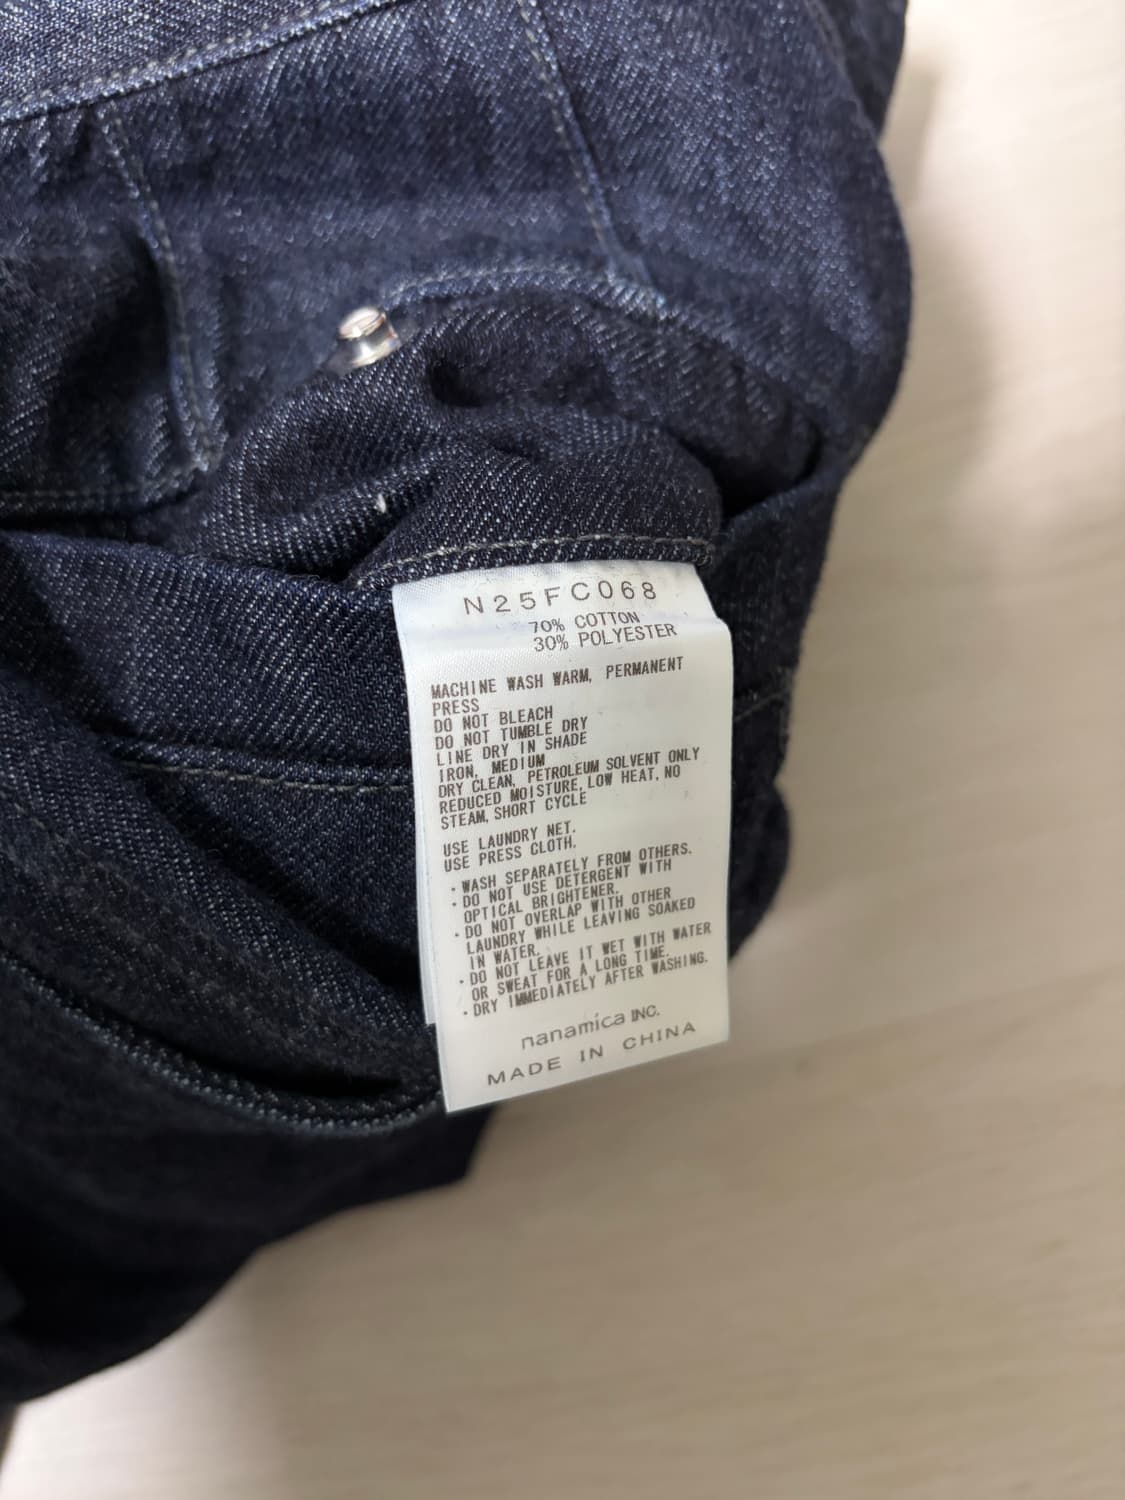 N25FC068
70% COTTON
30% POLYESTER
MACHINE WASH WARM, PERMANENT
PRESS
DO NOT BLEACH
DO NOT TUMBLE DRY
LINE DRY IN SHADE
IRON, MEDIUM
DRY CLEAN, PETROLEUM SOLVENT ONLY
REDUCED MOISTURE, LOW HEAT, NO
STEAM, SHORT CYCLE
USE LAUNDRY NET.
USE PRESS CLOTH.
・WASH SEPARATELY FROM OTHERS.
・DO NOT USE DETERGENT WITH
OPTICAL BRIGHTENER.
・DO NOT OVERLAP WITH OTHER
LAUNDRY WHILE LEAVING SOAKED
IN WATER.
・DO NOT LEAVE IT WET WITH WATER
OR SWEAT FOR A LONG TIME.
・DRY IMMEDIATELY AFTER WASHING.
nanamica INC.
MADE IN CHINA